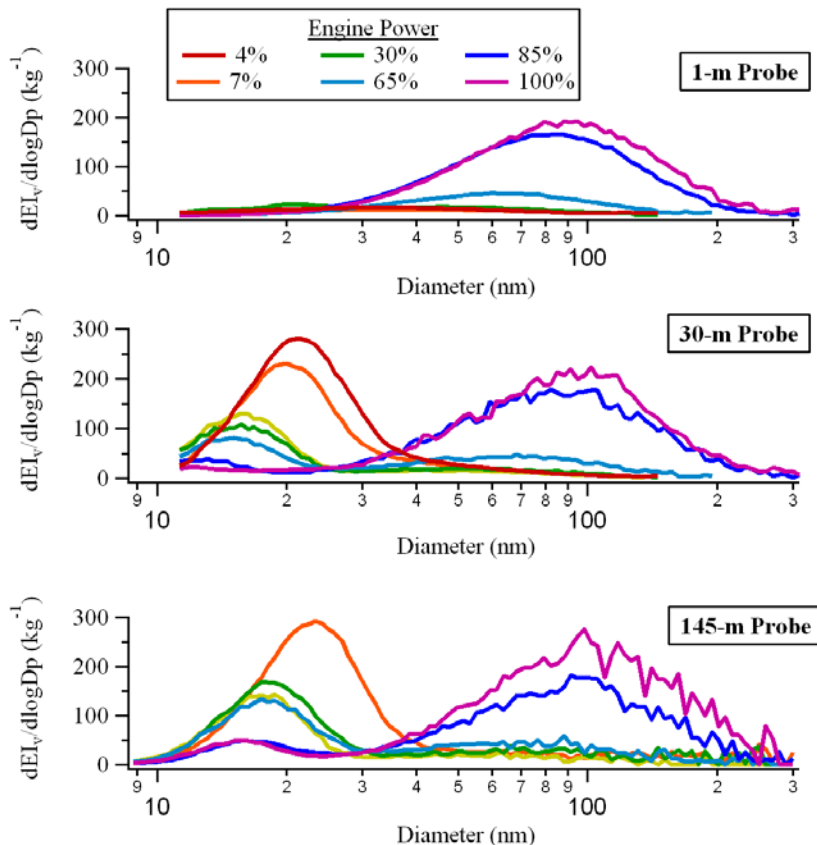 Engine Power
4% 30% 85%
7% 65% 100%
1-m Probe
dEIv/dlogDp (kg-1)
300
200
100
0
9 2 3 4 5 6 7 8 9 2 3
10 100
Diameter (nm)
30-m Probe
dEIv/dlogDp (kg-1)
300
200
100
0
9 2 3 4 5 6 7 8 9 2 3
10 100
Diameter (nm)
145-m Probe
dEIv/dlogDp (kg-1)
300
200
100
0
9 2 3 4 5 6 7 8 9 2 3
10 100
Diameter (nm)